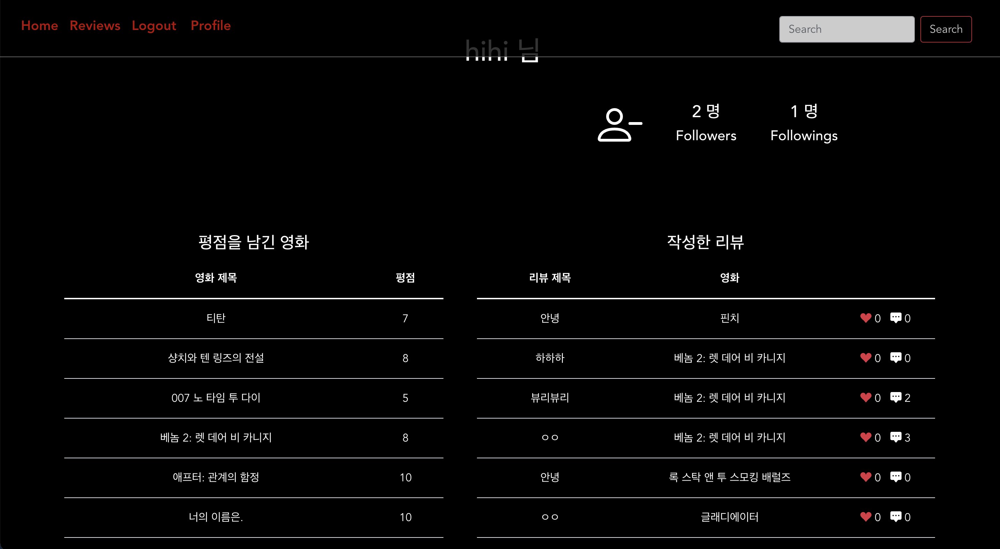 Home Reviews Logout Profile Search Search
hihi 님
2 명 1 명
Followers Followings
평점을 남긴 영화 작성한 리뷰
영화 제목 평점 리뷰 제목 영화
티탄 7 안녕 핀치 0 0
샹치와 텐 링즈의 전설 8 하하하 베놈 2: 렛 데어 비 카니지 0 0
007 노 타임 투 다이 5 뷰리뷰리 베놈 2: 렛 데어 비 카니지 0 2
베놈 2: 렛 데어 비 카니지 8 ㅇㅇ 베놈 2: 렛 데어 비 카니지 0 3
애프터: 관계의 함정 10 안녕 록 스탁 앤 투 스모킹 배럴즈 0 0
너의 이름은. 10 ㅇㅇ 글래디에이터 0 0